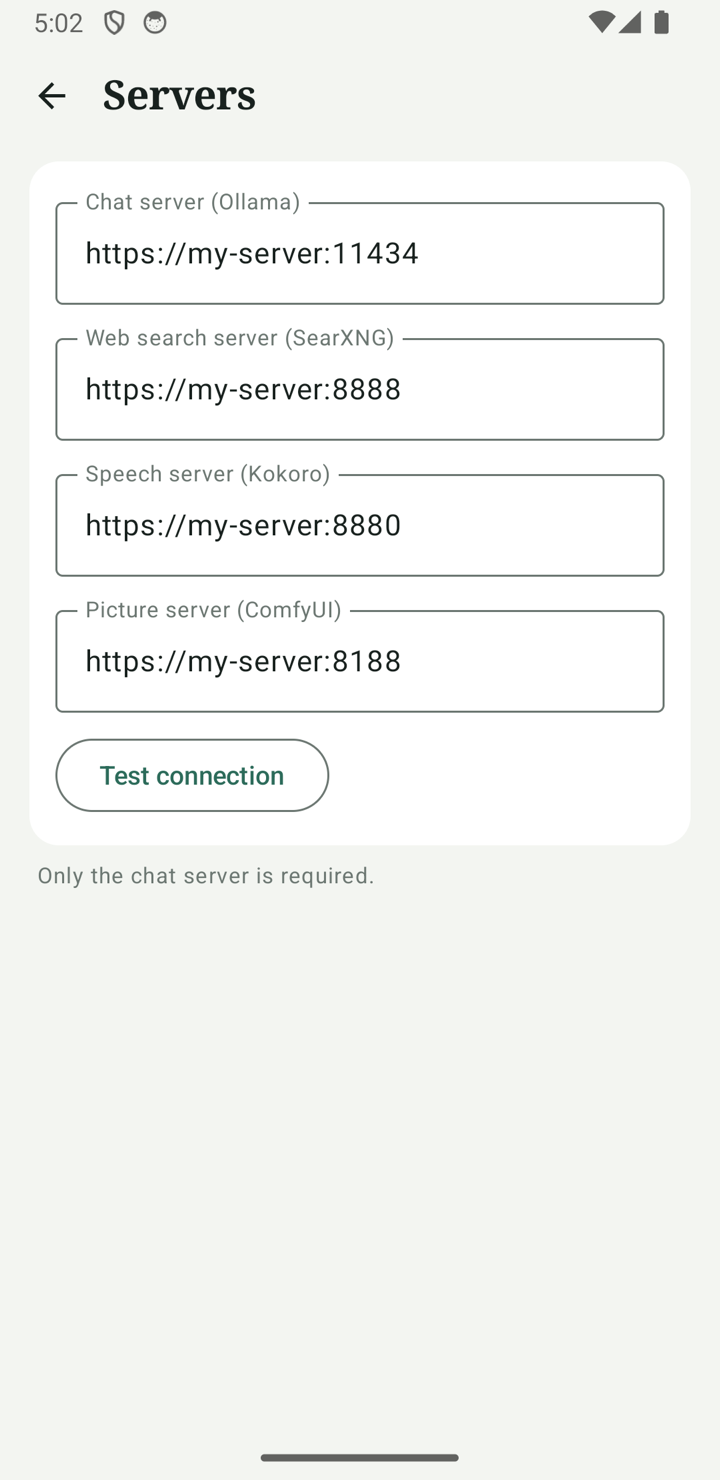 5:02
Servers
Chat server (Ollama)
https://my-server:11434
Web search server (SearXNG)
https://my-server:8888
Speech server (Kokoro)
https://my-server:8880
Picture server (ComfyUI)
https://my-server:8188
Test connection
Only the chat server is required.